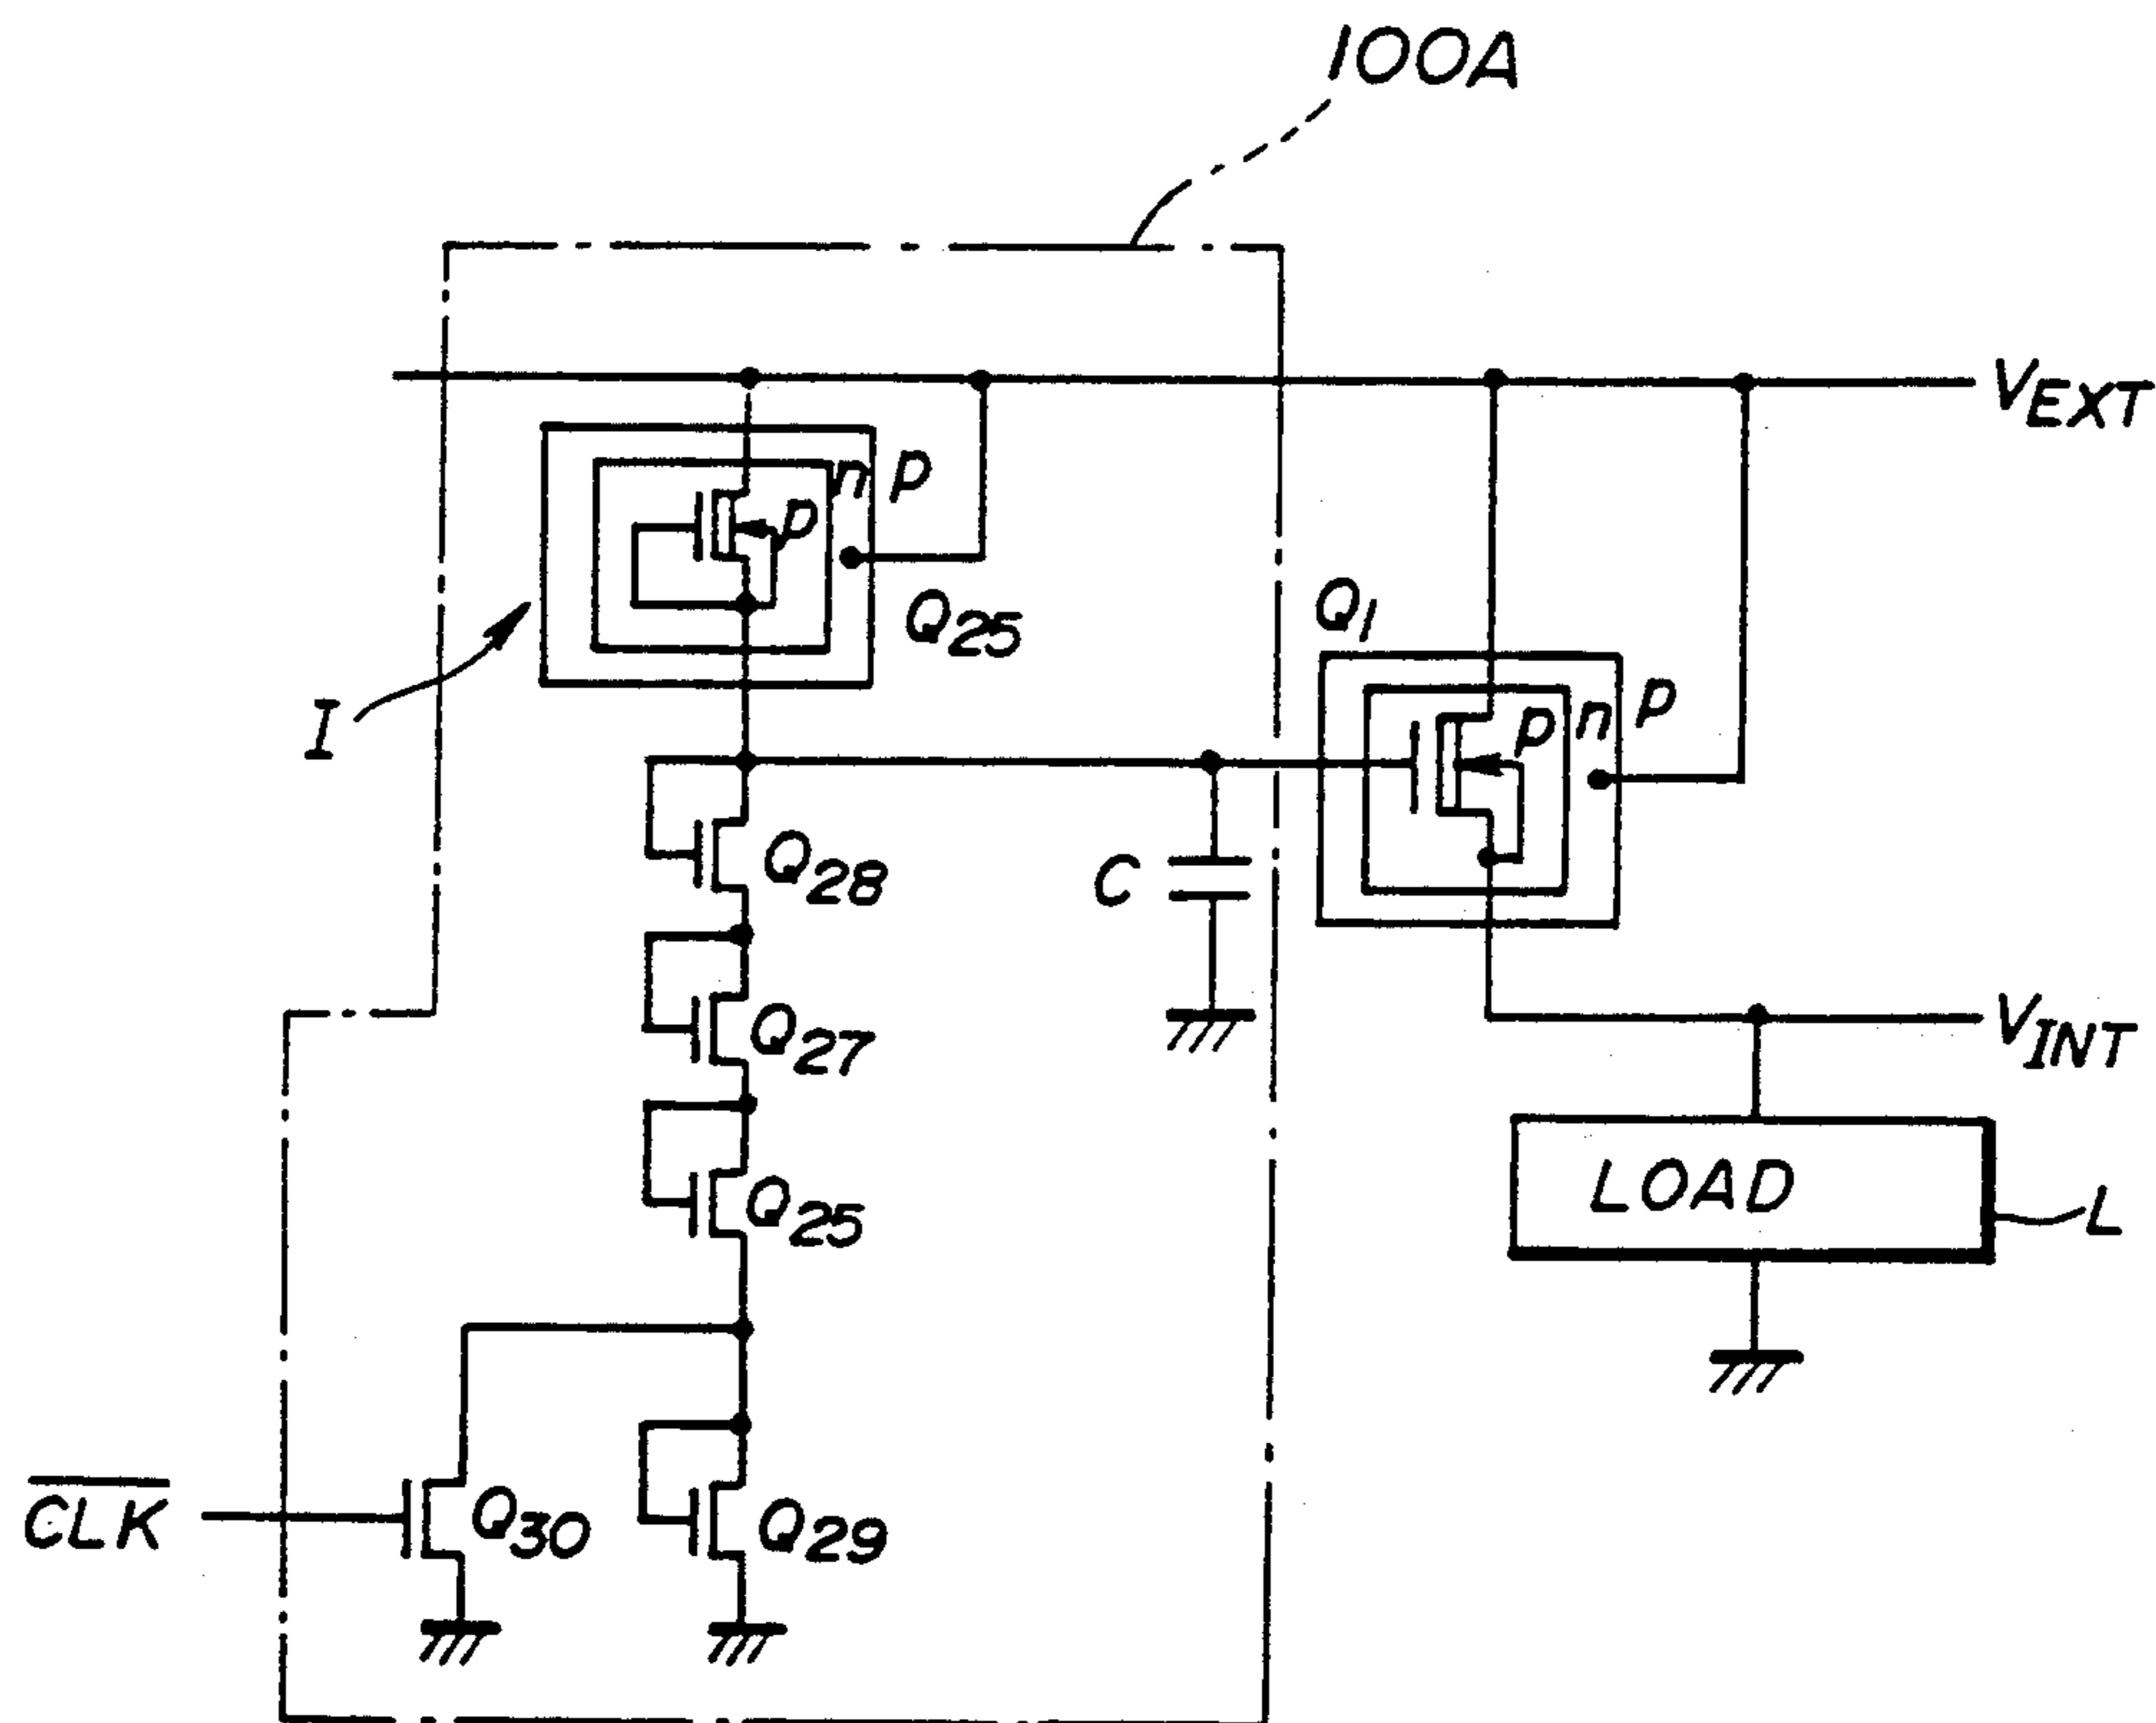 100A
VEXT
n p
p
Q25
I
Q1
p n p
Q28
C
Q27
VINT
Q25
LOAD
L
CLK
Q30
Q29